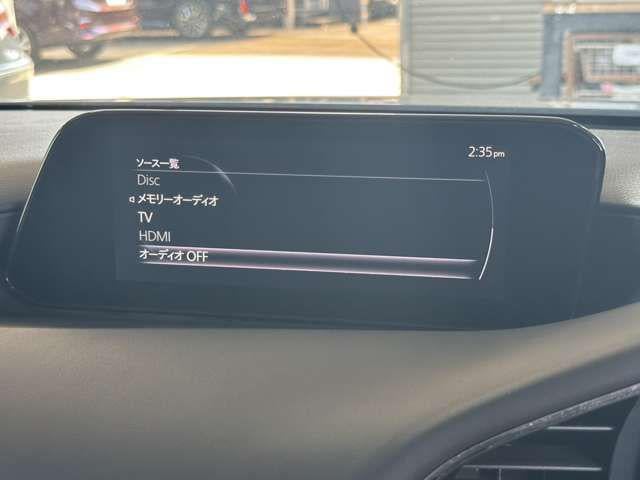 2:35pm
ソース一覧
Disc
メモリーオーディオ
TV
HDMI
オーディオ OFF